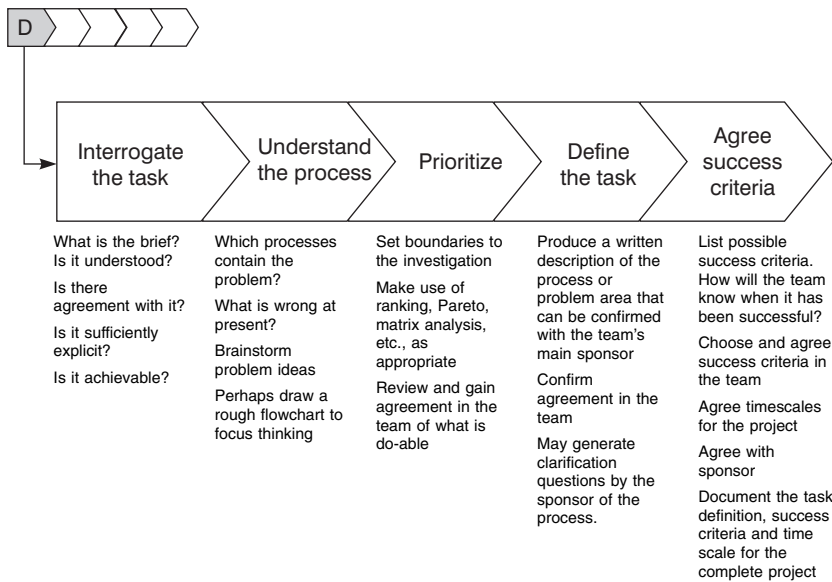 D
Interrogate
the task
Understand
the process
Prioritize
Define
the task
Agree
success
criteria
What is the brief?
Is it understood?
Is there
agreement with it?
Is it sufficiently
explicit?
Is it achievable?
Which processes
contain the
problem?
What is wrong at
present?
Brainstorm
problem ideas
Perhaps draw a
rough flowchart to
focus thinking
Set boundaries to
the investigation
Make use of
ranking, Pareto,
matrix analysis,
etc., as
appropriate
Review and gain
agreement in the
team of what is
do-able
Produce a written
description of the
process or
problem area that
can be confirmed
with the team's
main sponsor
Confirm
agreement in the
team
May generate
clarification
questions by the
sponsor of the
process.
List possible
success criteria.
How will the team
know when it has
been successful?
Choose and agree
success criteria in
the team
Agree timescales
for the project
Agree with
sponsor
Document the task
definition, success
criteria and time
scale for the
complete project